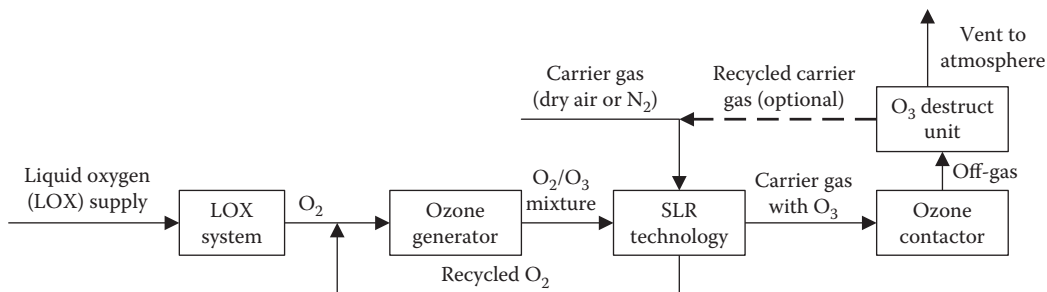 Vent to
atmosphere
Carrier gas
(dry air or N₂)
Recycled carrier
gas (optional)
O₃ destruct
unit
Liquid oxygen
(LOX) supply
LOX
system
O₂
Ozone
generator
O₂/O₃
mixture
SLR
technology
Carrier gas
with O₃
Off-gas
Ozone
contactor
Recycled O₂